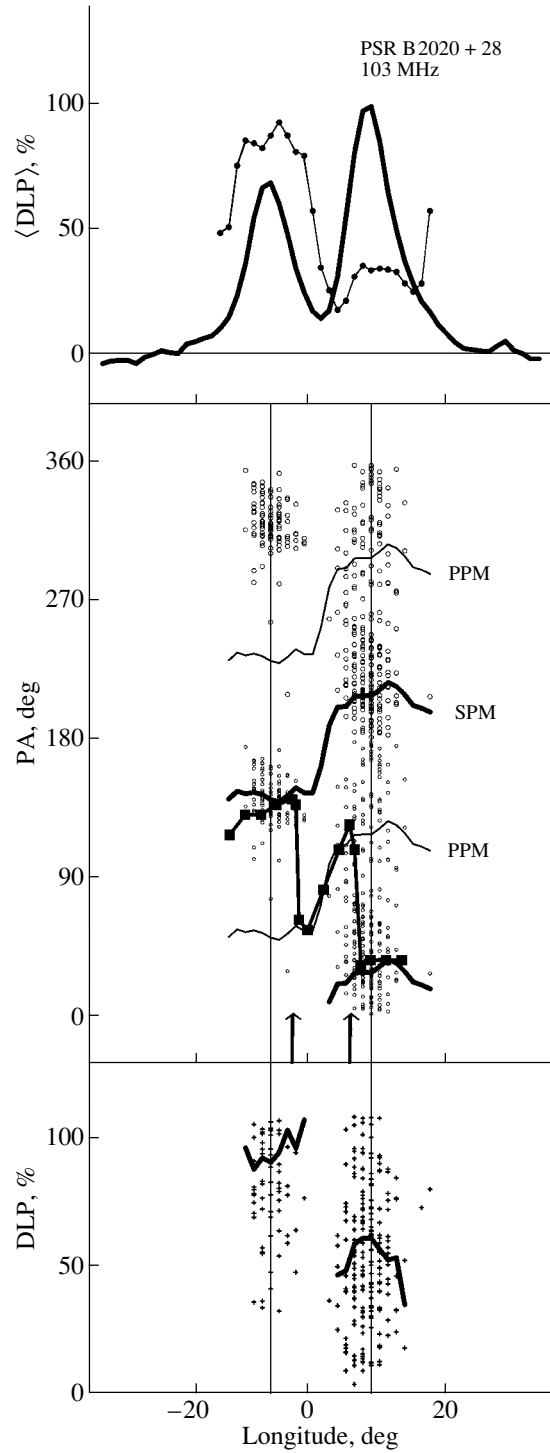 PSR B2020 + 28
103 MHz
100
50
0
⟨DLP⟩, %
360
270
180
90
0
PA, deg
PPM
SPM
PPM
100
50
0
DLP, %
−20
0
20
Longitude, deg